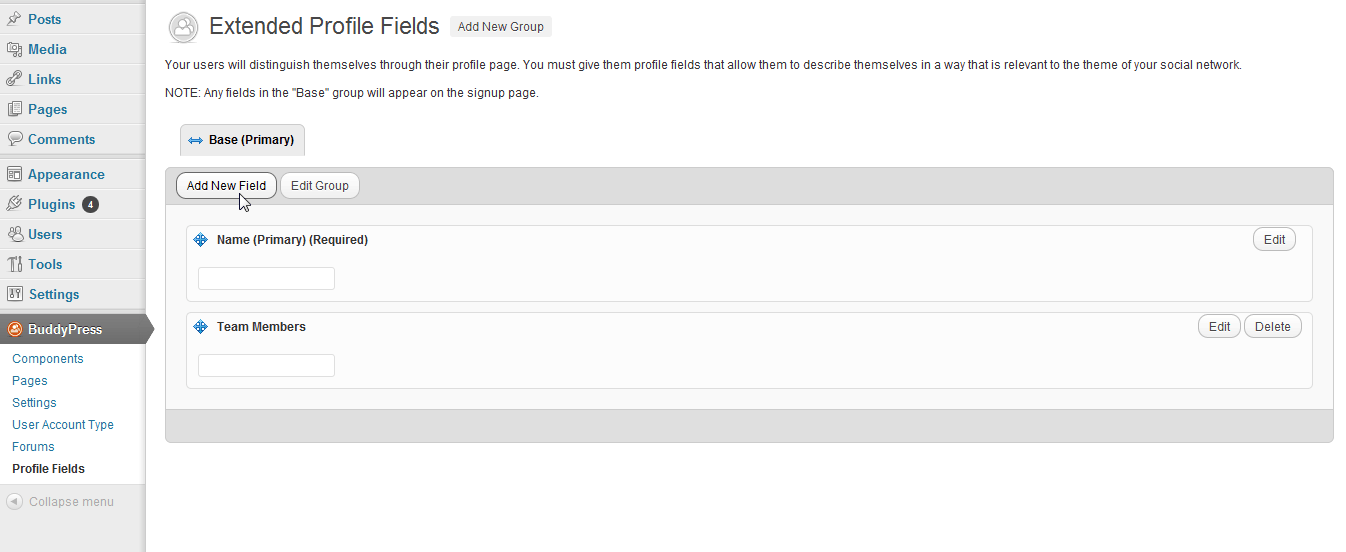 Posts
Media
Links
Pages
Comments
Appearance
Plugins 4
Users
Tools
Settings
BuddyPress
Components
Pages
Settings
User Account Type
Forums
Profile Fields
Collapse menu
Extended Profile Fields Add New Group
Your users will distinguish themselves through their profile page. You must give them profile fields that allow them to describe themselves in a way that is relevant to the theme of your social network.
NOTE: Any fields in the "Base" group will appear on the signup page.
Base (Primary)
Add New Field Edit Group
Name (Primary) (Required) Edit
Team Members Edit Delete